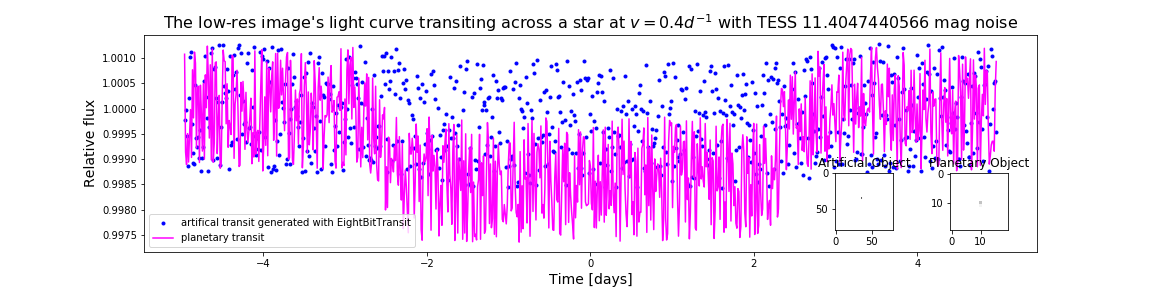 The low-res image's light curve transiting across a star at v = 0.4d⁻¹ with TESS 11.4047440566 mag noise
Relative flux
1.0010
1.0005
1.0000
0.9995
0.9990
0.9985
0.9980
0.9975
artifical transit generated with EightBitTransit
planetary transit
Artificial Object
0
50
0 50
Planetary Object
0
10
0 10
−4 −2 0 2 4
Time [days]